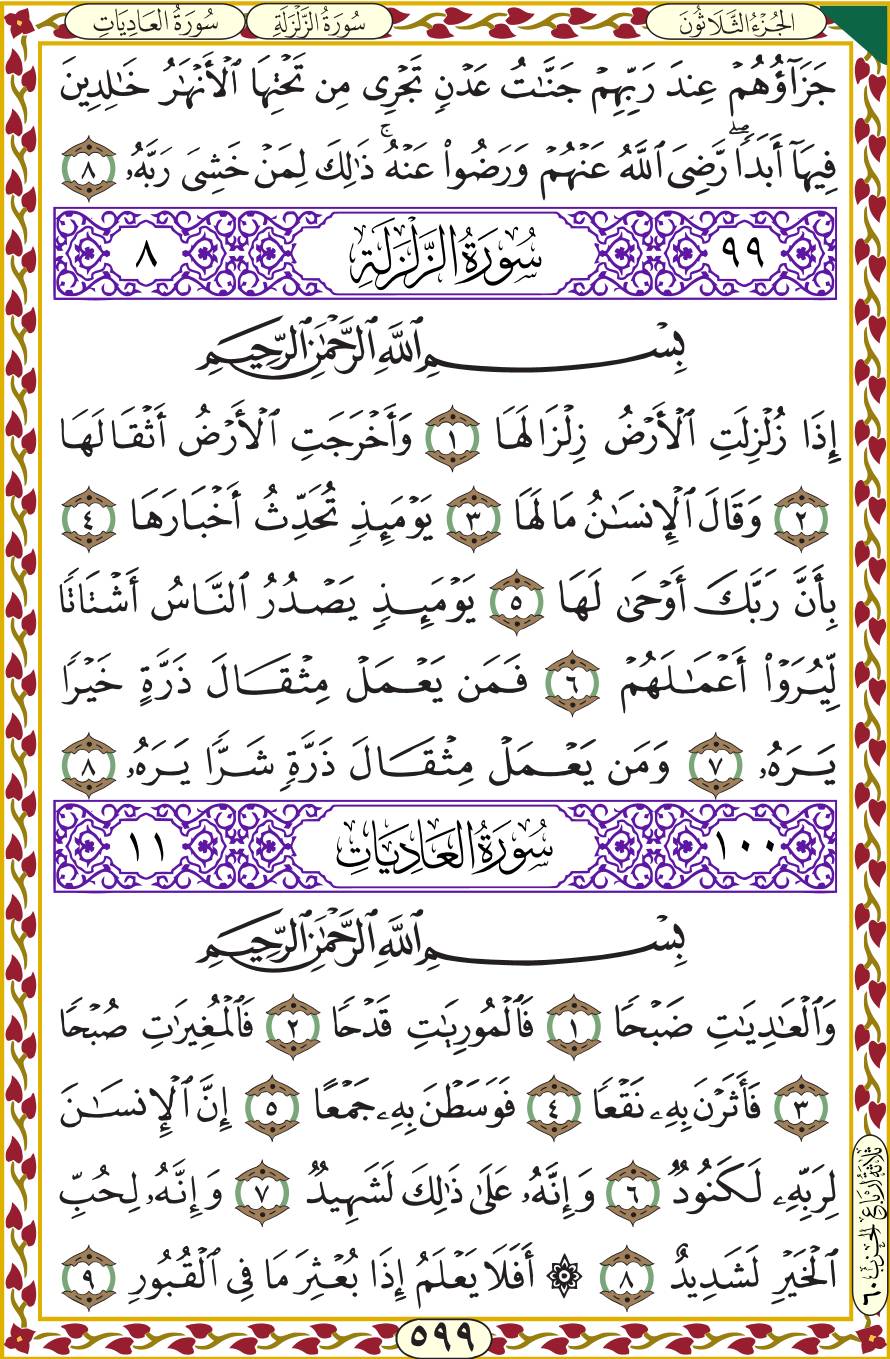 الجُزْءُ الثَّلَاثُونَ
سُورَةُ الزَّلْزَلَةِ
سُورَةُ العَادِيَاتِ
جَزَآؤُهُمْ عِندَ رَبِّهِمْ جَنَّٰتُ عَدْنٍ تَجْرِى مِن تَحْتِهَا ٱلْأَنْهَٰرُ خَٰلِدِينَ
فِيهَآ أَبَدًاۖ رَّضِىَ ٱللَّهُ عَنْهُمْ وَرَضُوا۟ عَنْهُۚ ذَٰلِكَ لِمَنْ خَشِىَ رَبَّهُۥ ٨
٩٩ سُورَةُ الزَّلْزَلَةِ ٨
بِسْمِ ٱللَّهِ ٱلرَّحْمَٰنِ ٱلرَّحِيمِ
إِذَا زُلْزِلَتِ ٱلْأَرْضُ زِلْزَالَهَا ١ وَأَخْرَجَتِ ٱلْأَرْضُ أَثْقَالَهَا
٢ وَقَالَ ٱلْإِنسَٰنُ مَا لَهَا ٣ يَوْمَئِذٍ تُحَدِّثُ أَخْبَارَهَا ٤
بِأَنَّ رَبَّكَ أَوْحَىٰ لَهَا ٥ يَوْمَئِذٍ يَصْدُرُ ٱلنَّاسُ أَشْتَاتًا
لِّيُرَوْا۟ أَعْمَٰلَهُمْ ٦ فَمَن يَعْمَلْ مِثْقَالَ ذَرَّةٍ خَيْرًا
يَرَهُۥ ٧ وَمَن يَعْمَلْ مِثْقَالَ ذَرَّةٍ شَرًّا يَرَهُۥ ٨
١٠٠ سُورَةُ العَادِيَاتِ ١١
بِسْمِ ٱللَّهِ ٱلرَّحْمَٰنِ ٱلرَّحِيمِ
وَٱلْعَٰدِيَٰتِ ضَبْحًا ١ فَٱلْمُورِيَٰتِ قَدْحًا ٢ فَٱلْمُغِيرَٰتِ صُبْحًا
٣ فَأَثَرْنَ بِهِۦ نَقْعًا ٤ فَوَسَطْنَ بِهِۦ جَمْعًا ٥ إِنَّ ٱلْإِنسَٰنَ
لِرَبِّهِۦ لَكَنُودٌ ٦ وَإِنَّهُۥ عَلَىٰ ذَٰلِكَ لَشَهِيدٌ ٧ وَإِنَّهُۥ لِحُبِّ
ٱلْخَيْرِ لَشَدِيدٌ ٨ ۞ أَفَلَا يَعْلَمُ إِذَا بُعْثِرَ مَا فِى ٱلْقُبُورِ ٩
ثلاثة أرباع الحزب ٦٠
٥٩٩